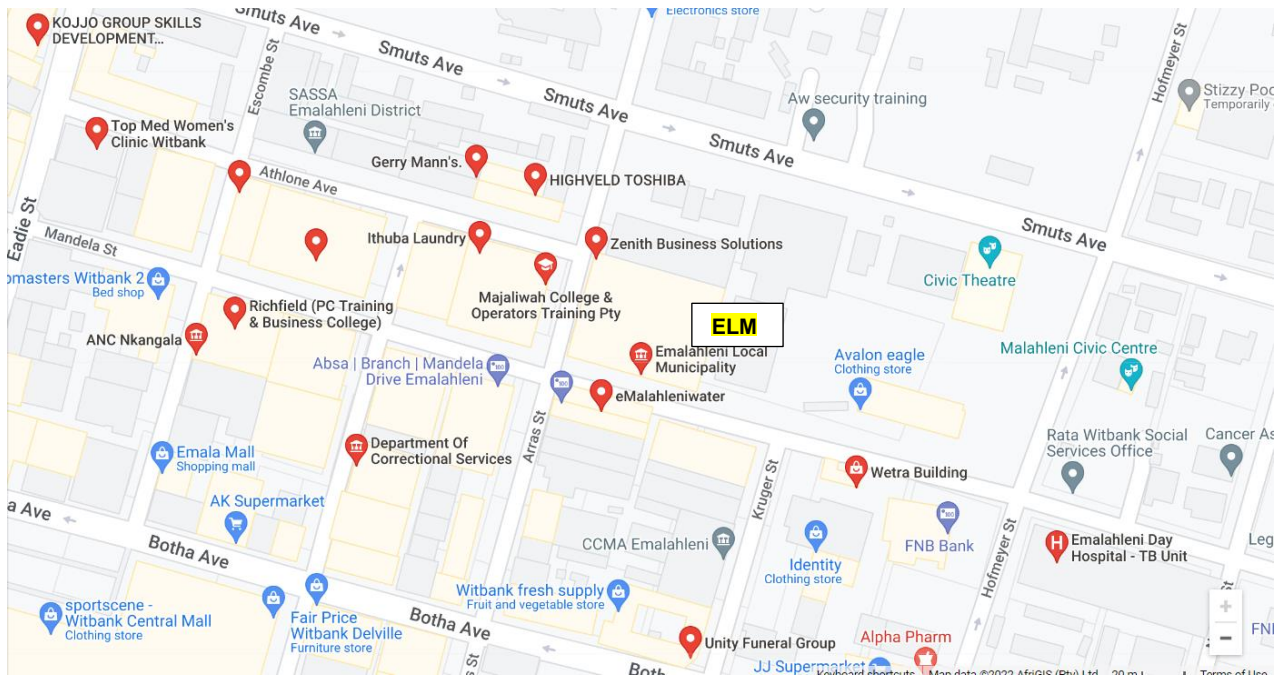 KOJJO GROUP SKILLS
DEVELOPMENT...
Smuts Ave
Electronics store
Smuts Ave
Escombe St
Hofmeyer St
SASSA
Emalahleni District
Smuts Ave
Aw security training
Stizzy
Temporarily
Top Med Women's
Clinic Witbank
Gerry Mann's.
Smuts Ave
Athlone Ave
HIGHVELD TOSHIBA
Eadie St
Mandela St
Ithuba Laundry
Zenith Business Solutions
Smuts Ave
Civic Theatre
Witbank 2
Bed shop
Majaliwah College &
Operators Training Pty
Richfield (PC Training
& Business College)
ELM
ANC Nkangala
Absa | Branch | Mandela
Drive Emalahleni
Emalahleni Local
Municipality
Avalon eagle
Clothing store
Malahleni Civic Centre
eMalahleniwater
Arras St
Department Of
Correctional Services
Emala Mall
Shopping mall
Rata Witbank Social
Services Office
Cancer
Wetra Building
Kruger St
AK Supermarket
a Ave
Botha Ave
CCMA Emalahleni
FNB Bank
Hofmeyer St
Emalahleni Day
Hospital - TB Unit
Identity
Clothing store
Witbank fresh supply
Fruit and vegetable store
sportscene -
Witbank Central Mall
Clothing store
Fair Price
Witbank Delville
Furniture store
Botha Ave
Unity Funeral Group
Alpha Pharm
JJ Supermarket
St
Keyboard shortcuts
Map data ©2022 AfriGIS (Pty) Ltd
20 m
Terms of Use